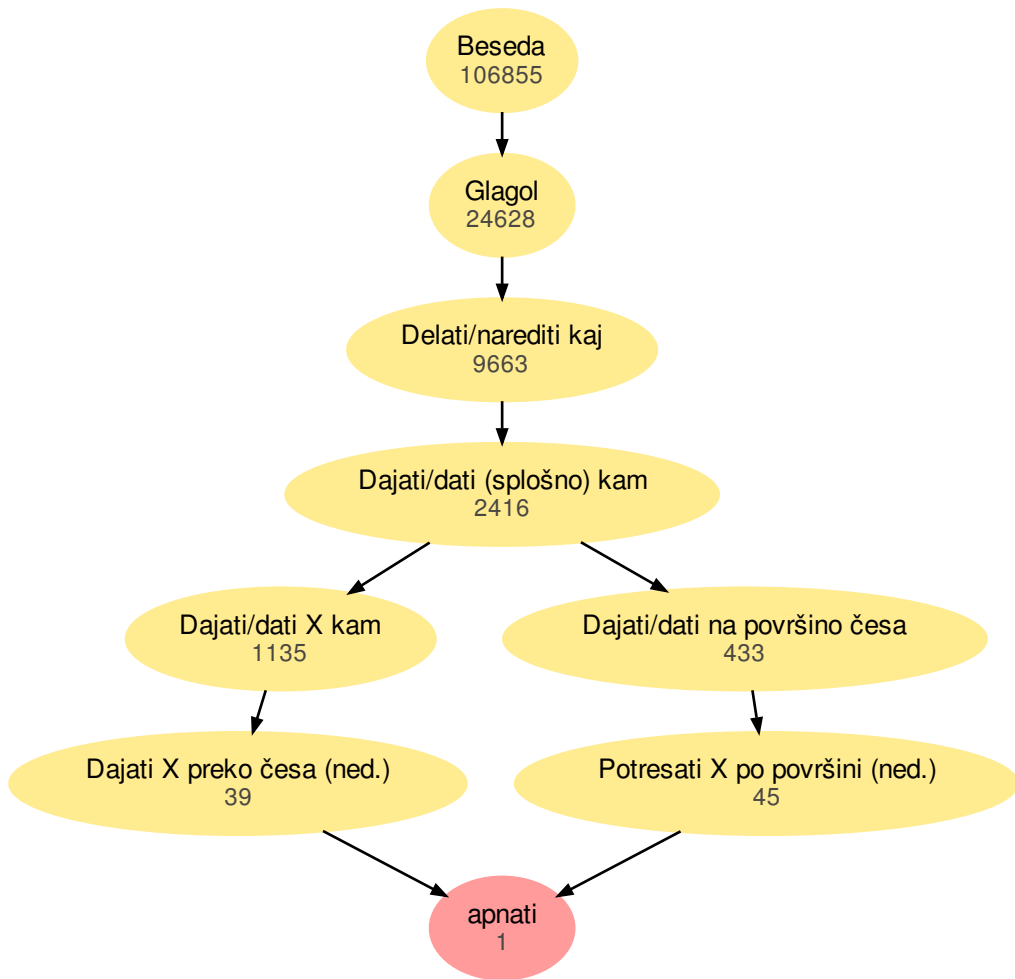 Beseda
106855
Glagol
24628
Delati/narediti kaj
9663
Dajati/dati (splošno) kam
2416
Dajati/dati X kam
1135
Dajati/dati na površino česa
433
Dajati X preko česa (ned.)
39
Potresati X po površini (ned.)
45
apnati
1